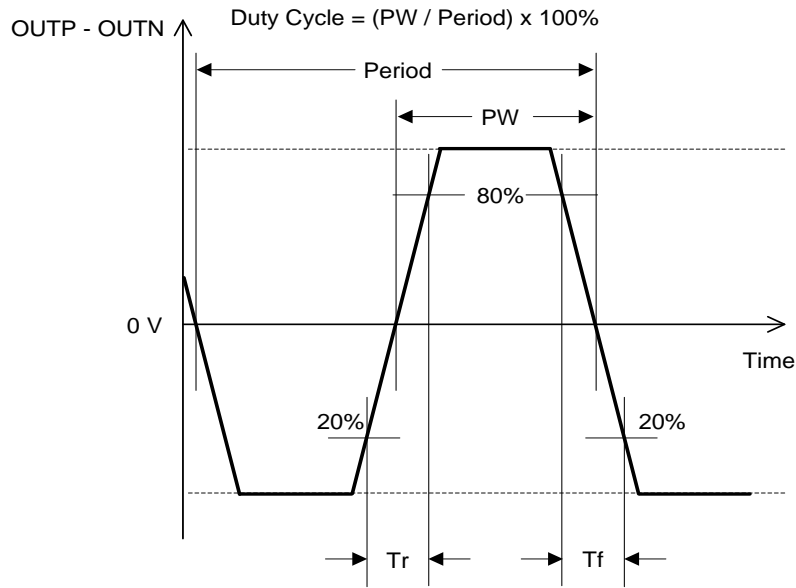 Duty Cycle = (PW / Period) x 100%
OUTP - OUTN
Period
PW
80%
0 V
Time
20%
20%
Tr
Tf